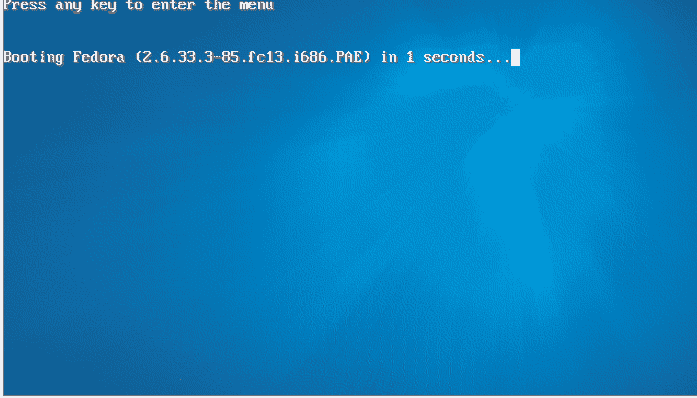 Press any key to enter the menu
Booting Fedora (2.6.33.3-85.fc13.i686.PAE) in 1 seconds...